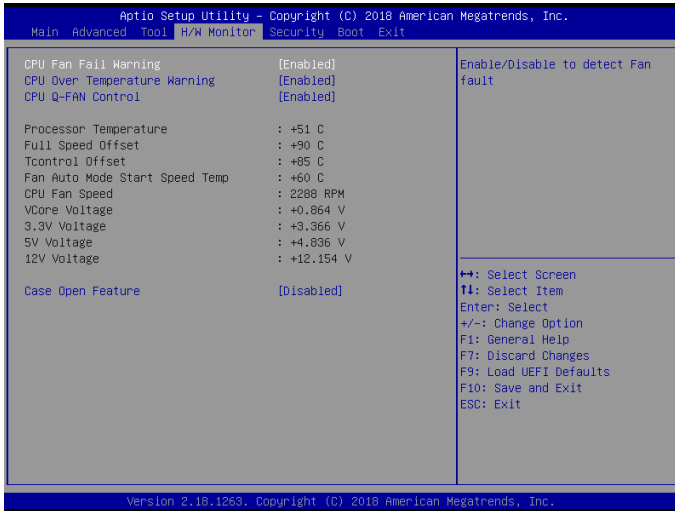 Aptio Setup Utility – Copyright (C) 2018 American Megatrends, Inc.
Main Advanced Tool H/W Monitor Security Boot Exit
CPU Fan Fail Warning [Enabled]
CPU Over Temperature Warning [Enabled]
CPU Q-FAN Control [Enabled]
Processor Temperature : +51 C
Full Speed Offset : +90 C
Tcontrol Offset : +85 C
Fan Auto Mode Start Speed Temp : +60 C
CPU Fan Speed : 2288 RPM
VCore Voltage : +0.864 V
3.3V Voltage : +3.366 V
5V Voltage : +4.836 V
12V Voltage : +12.154 V
Case Open Feature [Disabled]
Enable/Disable to detect Fan
fault
↔: Select Screen
↑↓: Select Item
Enter: Select
+/-: Change Option
F1: General Help
F7: Discard Changes
F9: Load UEFI Defaults
F10: Save and Exit
ESC: Exit
Version 2.18.1263. Copyright (C) 2018 American Megatrends, Inc.